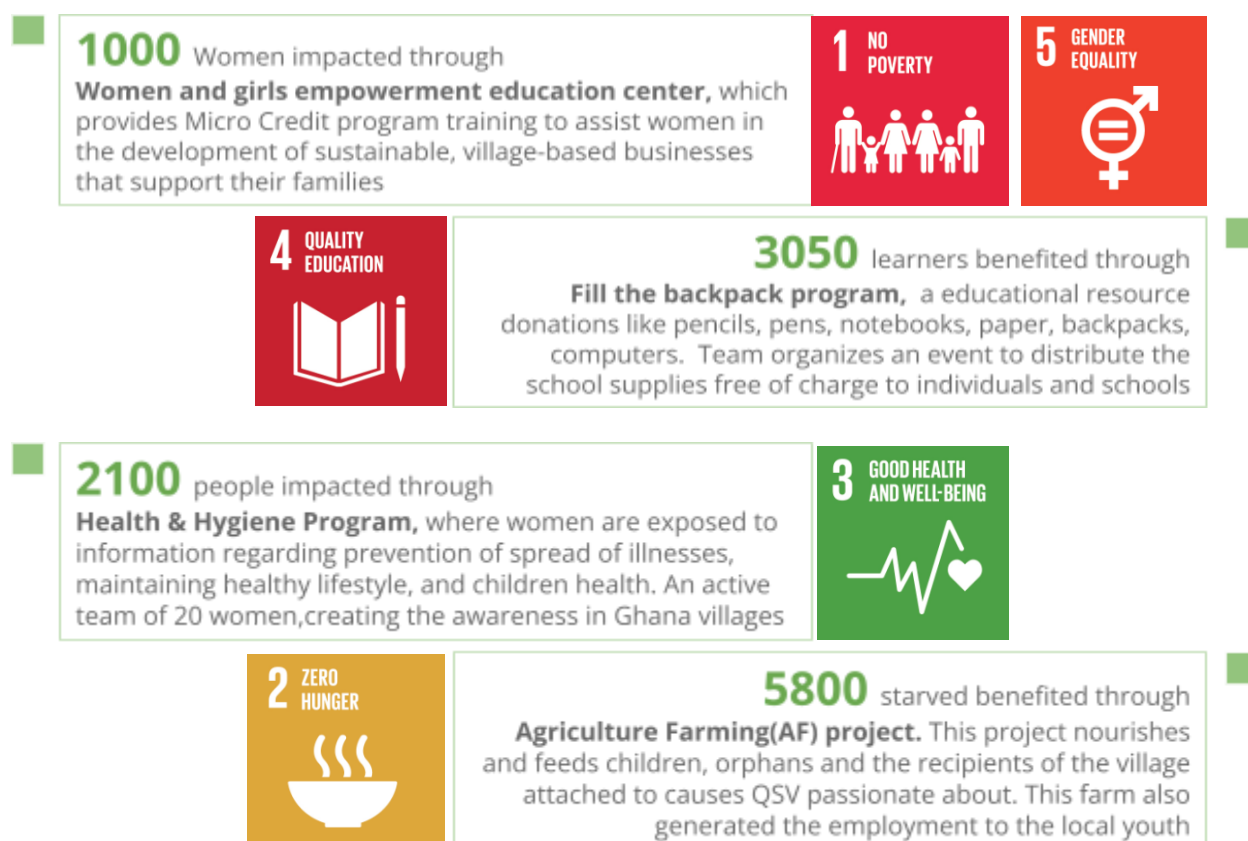 1000 Women impacted through
Women and girls empowerment education center, which
provides Micro Credit program training to assist women in
the development of sustainable, village-based businesses
that support their families
1 NO
POVERTY
5 GENDER
EQUALITY
4 QUALITY
EDUCATION
3050 learners benefited through
Fill the backpack program, a educational resource
donations like pencils, pens, notebooks, paper, backpacks,
computers. Team organizes an event to distribute the
school supplies free of charge to individuals and schools
2100 people impacted through
Health & Hygiene Program, where women are exposed to
information regarding prevention of spread of illnesses,
maintaining healthy lifestyle, and children health. An active
team of 20 women,creating the awareness in Ghana villages
3 GOOD HEALTH
AND WELL-BEING
2 ZERO
HUNGER
5800 starved benefited through
Agriculture Farming(AF) project. This project nourishes
and feeds children, orphans and the recipients of the village
attached to causes QSV passionate about. This farm also
generated the employment to the local youth